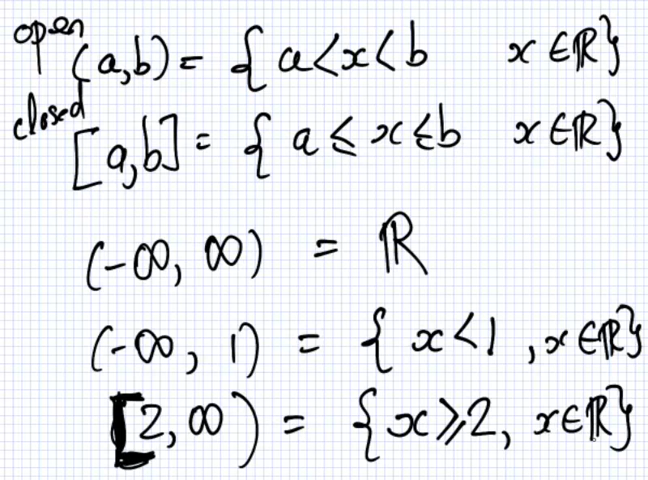 open
(a,b) = { a<x<b x ∈ ℝ}
closed
[a,b] = { a ≤ x ≤ b x ∈ ℝ}
(-∞, ∞) = ℝ
(-∞, 1) = { x<1 , x ∈ ℝ}
[2, ∞) = { x ⩾ 2, x ∈ ℝ}